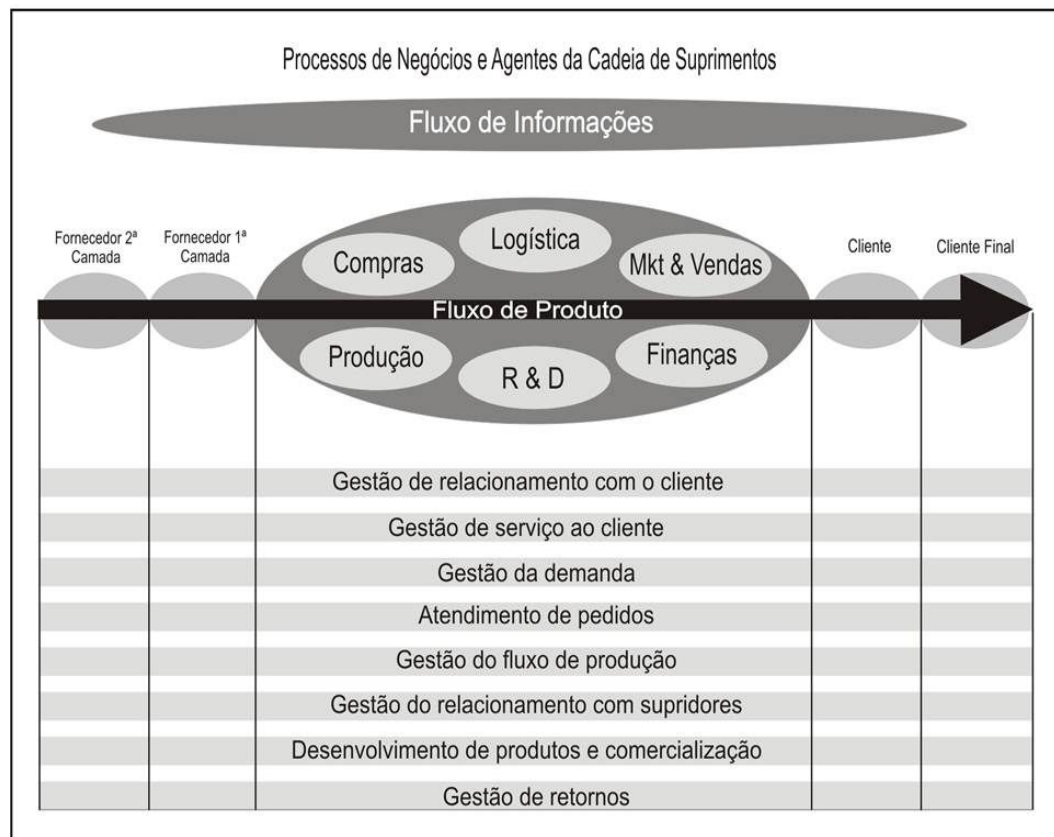 Processos de Negócios e Agentes da Cadeia de Suprimentos
Fluxo de Informações
Fornecedor 2ª
Camada
Fornecedor 1ª
Camada
Compras
Logística
Mkt & Vendas
Cliente
Cliente Final
Fluxo de Produto
Produção
R & D
Finanças
Gestão de relacionamento com o cliente
Gestão de serviço ao cliente
Gestão da demanda
Atendimento de pedidos
Gestão do fluxo de produção
Gestão do relacionamento com supridores
Desenvolvimento de produtos e comercialização
Gestão de retornos